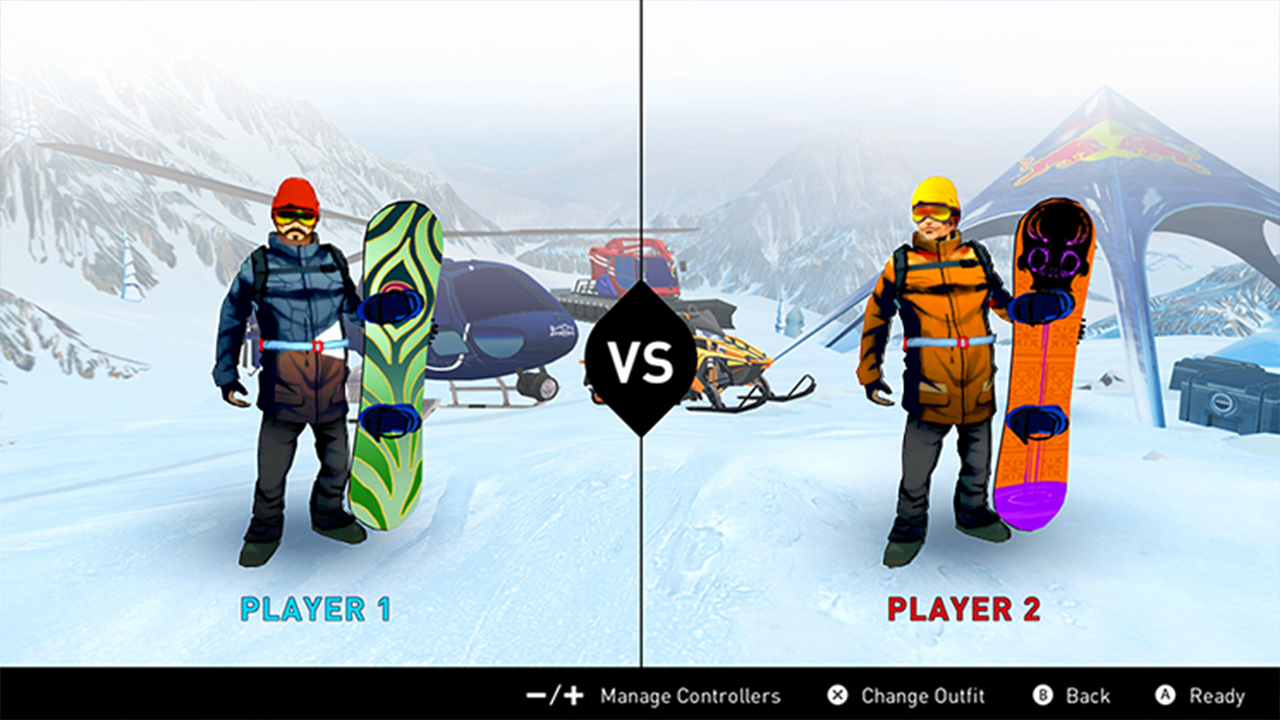 VS
PLAYER 1
PLAYER 2
−/+ Manage Controllers
X Change Outfit
B Back
A Ready